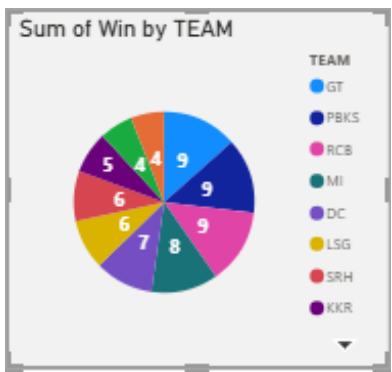 Sum of Win by TEAM
TEAM
GT
PBKS
RCB
MI
DC
LSG
SRH
KKR
9
9
9
8
7
6
6
5
4
4